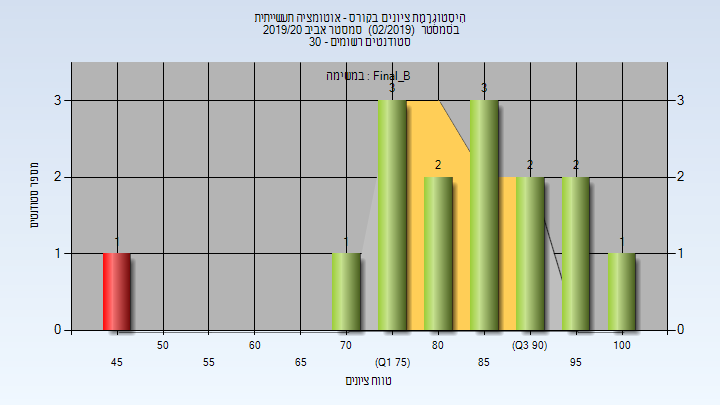 היסטוגרמת ציונים בקורס - אוטומציה תעשייתית
בסמסטר (02/2019) סמסטר אביב 2019/20
סטודנטים רשומים - 30
במשימה : Final_B
3 3
2 2
1 1
0 0
1 1 3 2 3 2 2 1
מספר סטודנטים
50 60 70 80 (Q3 90) 100
45 55 65 (Q1 75) 85 95
טווח ציונים